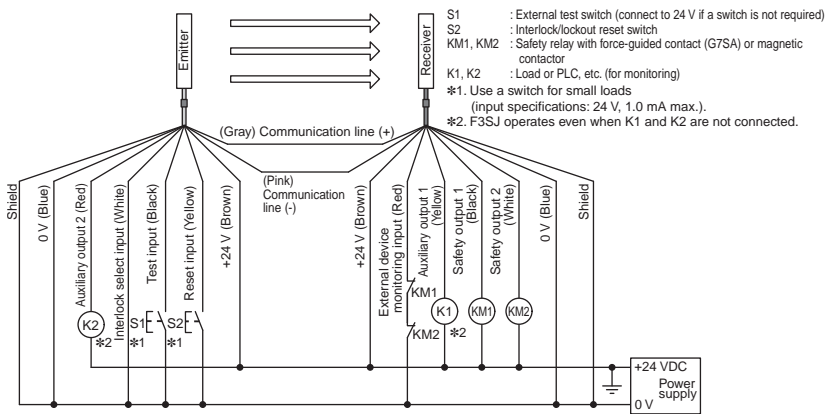 Emitter
Receiver
S1 : External test switch (connect to 24 V if a switch is not required)
S2 : Interlock/lockout reset switch
KM1, KM2 : Safety relay with force-guided contact (G7SA) or magnetic
contactor
K1, K2 : Load or PLC, etc. (for monitoring)
*1. Use a switch for small loads
(input specifications: 24 V, 1.0 mA max.).
*2. F3SJ operates even when K1 and K2 are not connected.
(Gray) Communication line (+)
(Pink)
Communication
line (-)
Shield
0 V (Blue)
Auxiliary output 2 (Red)
Interlock select input (White)
Test input (Black)
Reset input (Yellow)
+24 V (Brown)
+24 V (Brown)
External device
monitoring input (Red)
Auxiliary output 1
(Yellow)
Safety output 1
(Black)
Safety output 2
(White)
0 V (Blue)
Shield
K2
*2
S1
*1
S2
*1
KM1
KM2
K1
*2
KM1
KM2
+24 VDC
Power
supply
0 V